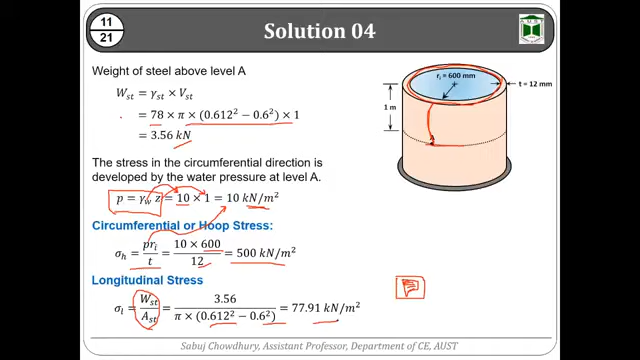 11
21
Solution 04
Weight of steel above level A
W_st = γ_st × V_st
= 78 × π × (0.612² − 0.6²) × 1
= 3.56 kN
The stress in the circumferential direction is
developed by the water pressure at level A.
p = γ_w z = 10 × 1 = 10 kN/m²
Circumferential or Hoop Stress:
σ_h = pr_i / t = 10 × 600 / 12 = 500 kN/m²
Longitudinal Stress
σ_l = W_st / A_st = 3.56 / π × (0.612² − 0.6²) = 77.91 kN/m²
r_i = 600 mm
t = 12 mm
1 m
A
Sabuj Chowdhury, Assistant Professor, Department of CE, AUST